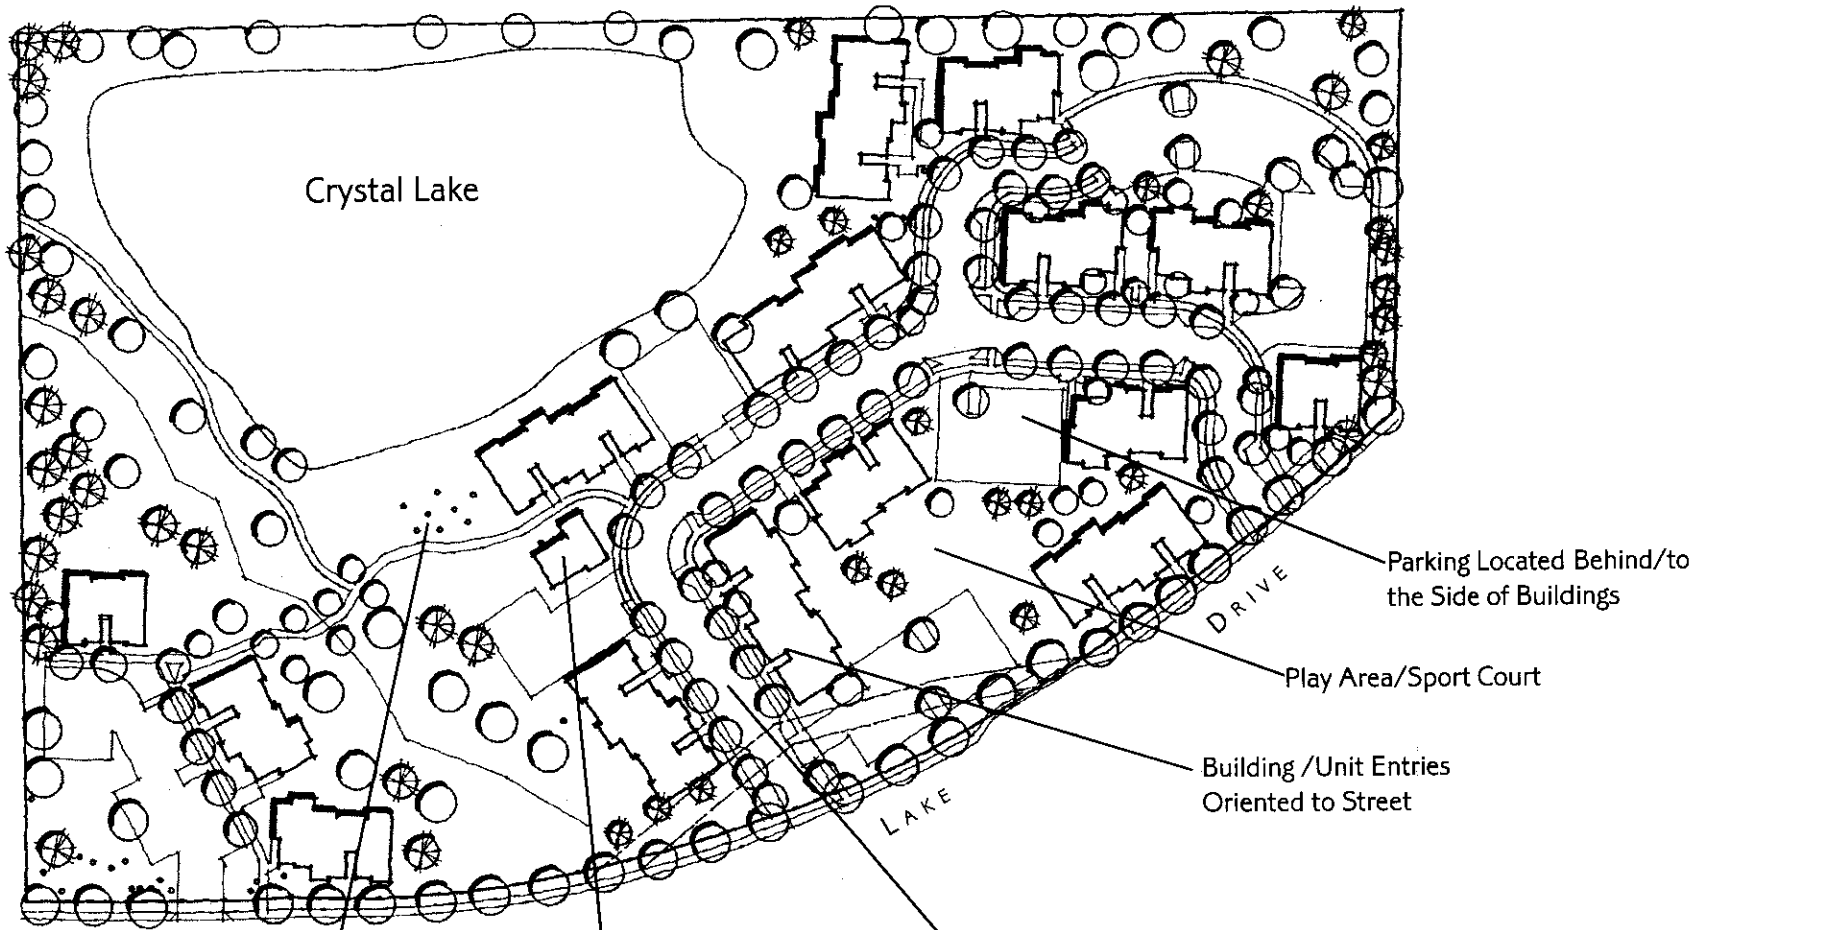 Crystal Lake
Parking Located Behind/to
the Side of Buildings
DRIVE
Play Area/Sport Court
Building /Unit Entries
Oriented to Street
LAKE